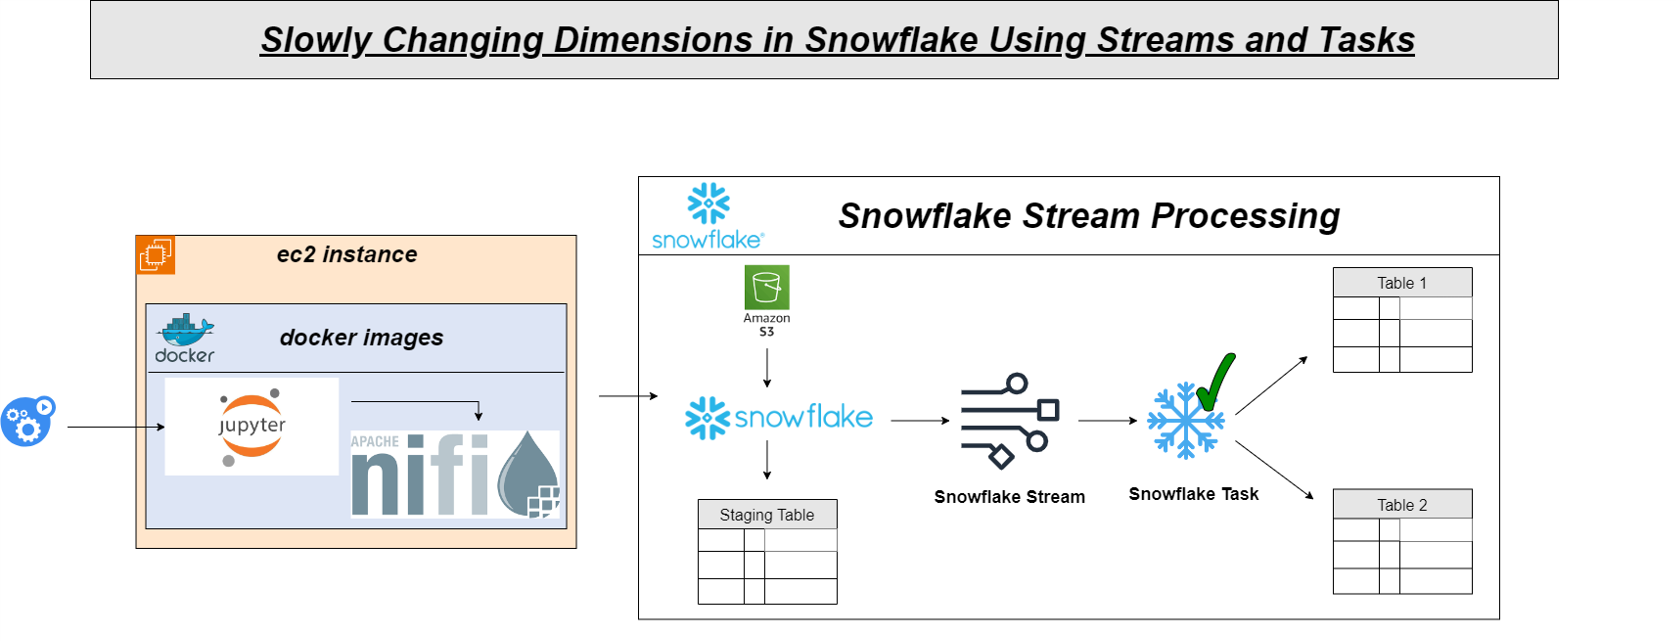 Slowly Changing Dimensions in Snowflake Using Streams and Tasks
snowflake®
Snowflake Stream Processing
ec2 instance
docker
docker images
jupyter
APACHE
nifi
Amazon
S3
snowflake
Staging Table
Snowflake Stream
Snowflake Task
Table 1
Table 2